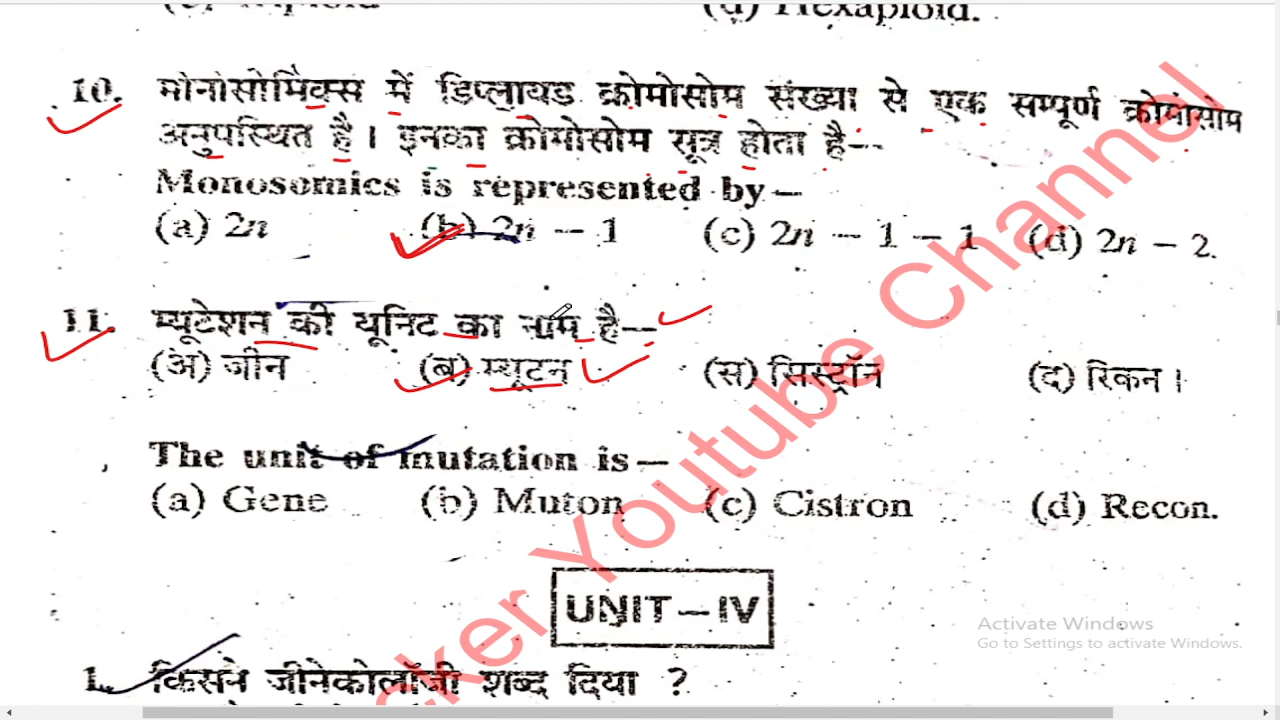 (d) Hexaploid.
10. मोनोसोमिक्स में डिप्लायड क्रोमोसोम संख्या से एक सम्पूर्ण क्रोमोसोम
अनुपस्थित है। इनका क्रोमोसोम सूत्र होता है—
Monosomics is represented by—
(a) 2n (b) 2n – 1 (c) 2n – 1 – 1 (d) 2n – 2.
11. म्यूटेशन की यूनिट का नाम है—
(अ) जीन (ब) म्यूटन (स) सिस्ट्रॉन (द) रिकन।
The unit of mutation is—
(a) Gene (b) Muton (c) Cistron (d) Recon.
UNIT—IV
1. किसने जीनेकोलॉजी शब्द दिया ?
cker Youtube Channel
Activate Windows
Go to Settings to activate Windows.